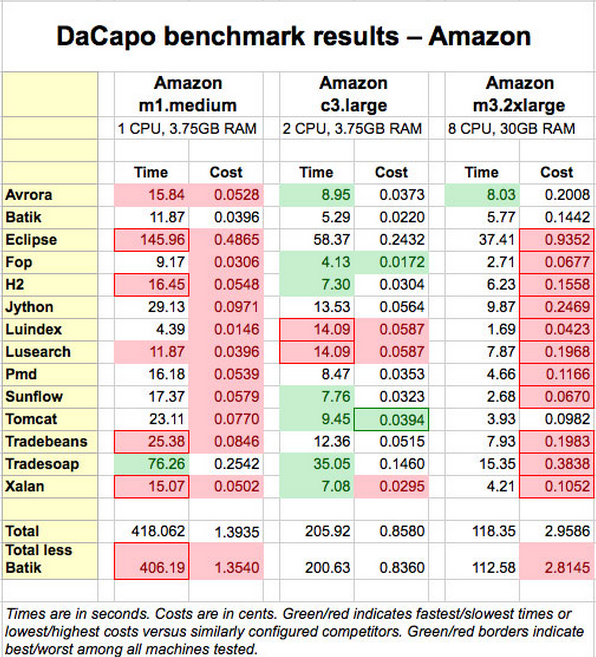 DaCapo benchmark results – Amazon
Amazon m1.medium Amazon c3.large Amazon m3.2xlarge
1 CPU, 3.75GB RAM 2 CPU, 3.75GB RAM 8 CPU, 30GB RAM
Time Cost Time Cost Time Cost
Avrora 15.84 0.0528 8.95 0.0373 8.03 0.2008
Batik 11.87 0.0396 5.29 0.0220 5.77 0.1442
Eclipse 145.96 0.4865 58.37 0.2432 37.41 0.9352
Fop 9.17 0.0306 4.13 0.0172 2.71 0.0677
H2 16.45 0.0548 7.30 0.0304 6.23 0.1558
Jython 29.13 0.0971 13.53 0.0564 9.87 0.2469
Luindex 4.39 0.0146 14.09 0.0587 1.69 0.0423
Lusearch 11.87 0.0396 14.09 0.0587 7.87 0.1968
Pmd 16.18 0.0539 8.47 0.0353 4.66 0.1166
Sunflow 17.37 0.0579 7.76 0.0323 2.68 0.0670
Tomcat 23.11 0.0770 9.45 0.0394 3.93 0.0982
Tradebeans 25.38 0.0846 12.36 0.0515 7.93 0.1983
Tradesoap 76.26 0.2542 35.05 0.1460 15.35 0.3838
Xalan 15.07 0.0502 7.08 0.0295 4.21 0.1052
Total 418.062 1.3935 205.92 0.8580 118.35 2.9586
Total less
Batik 406.19 1.3540 200.63 0.8360 112.58 2.8145
Times are in seconds. Costs are in cents. Green/red indicates fastest/slowest times or
lowest/highest costs versus similarly configured competitors. Green/red borders indicate
best/worst among all machines tested.